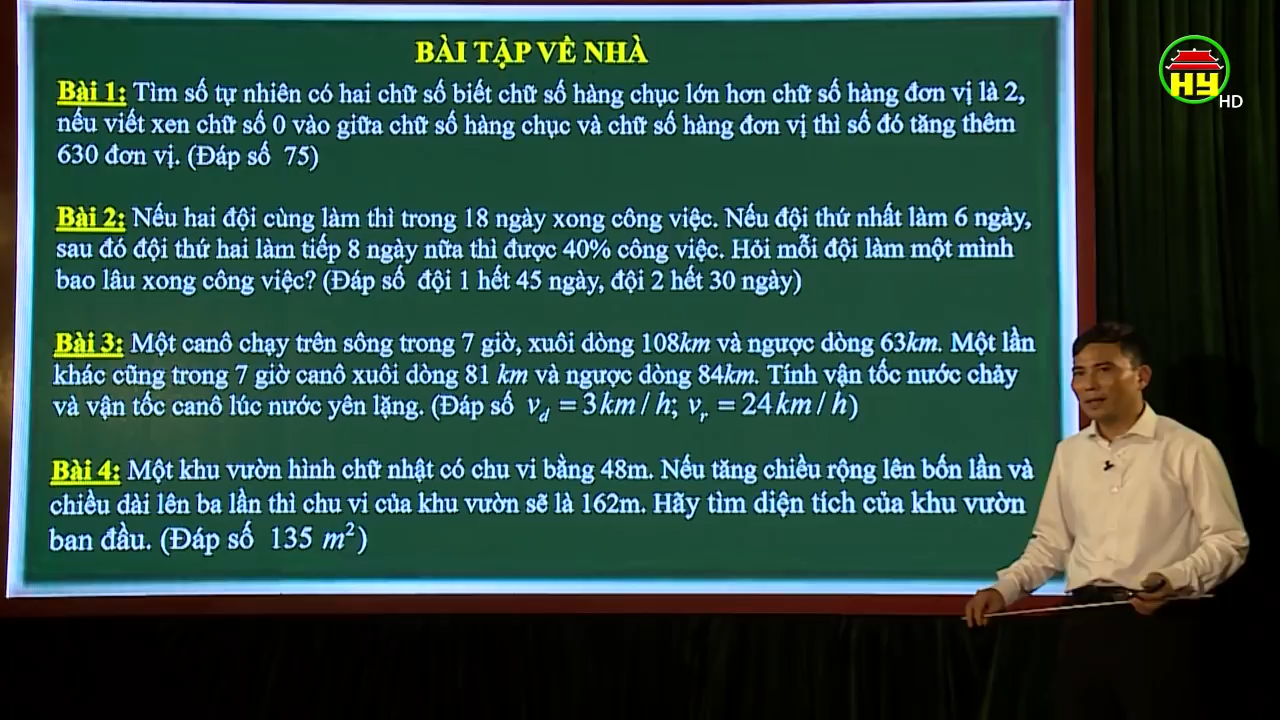 BÀI TẬP VỀ NHÀ
Bài 1: Tìm số tự nhiên có hai chữ số biết chữ số hàng chục lớn hơn chữ số hàng đơn vị là 2,
nếu viết xen chữ số 0 vào giữa chữ số hàng chục và chữ số hàng đơn vị thì số đó tăng thêm
630 đơn vị. (Đáp số 75)
Bài 2: Nếu hai đội cùng làm thì trong 18 ngày xong công việc. Nếu đội thứ nhất làm 6 ngày,
sau đó đội thứ hai làm tiếp 8 ngày nữa thì được 40% công việc. Hỏi mỗi đội làm một mình
bao lâu xong công việc? (Đáp số đội 1 hết 45 ngày, đội 2 hết 30 ngày)
Bài 3: Một canô chạy trên sông trong 7 giờ, xuôi dòng 108km và ngược dòng 63km. Một lần
khác cũng trong 7 giờ canô xuôi dòng 81 km và ngược dòng 84km. Tính vận tốc nước chảy
và vận tốc canô lúc nước yên lặng. (Đáp số v_d = 3km/h; v_r = 24km/h)
Bài 4: Một khu vườn hình chữ nhật có chu vi bằng 48m. Nếu tăng chiều rộng lên bốn lần và
chiều dài lên ba lần thì chu vi của khu vườn sẽ là 162m. Hãy tìm diện tích của khu vườn
ban đầu. (Đáp số 135 m²)
HY
HD